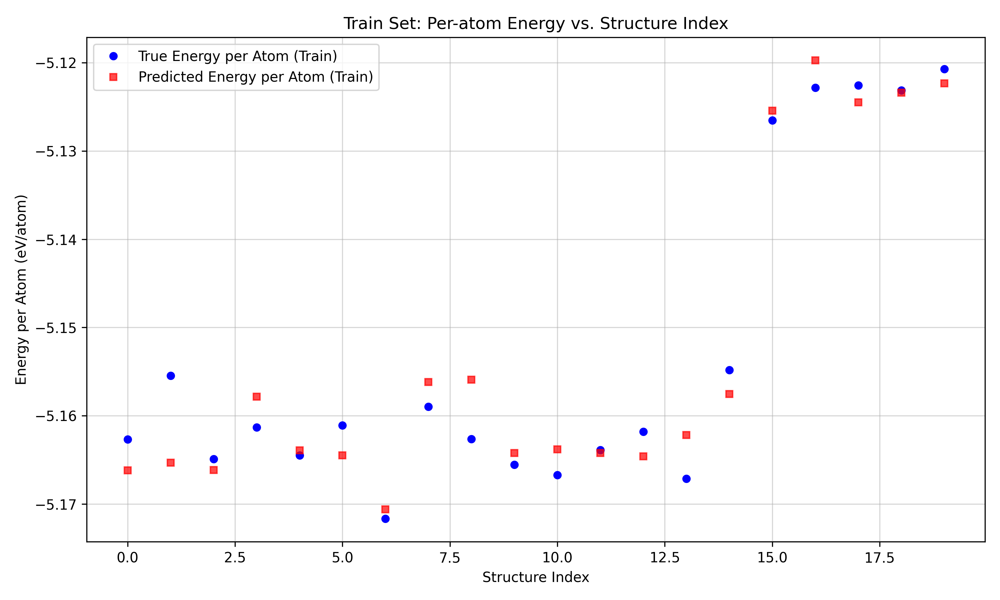 Train Set: Per-atom Energy vs. Structure Index
True Energy per Atom (Train)
Predicted Energy per Atom (Train)
Energy per Atom (eV/atom)
−5.12
−5.13
−5.14
−5.15
−5.16
−5.17
0.0 2.5 5.0 7.5 10.0 12.5 15.0 17.5
Structure Index